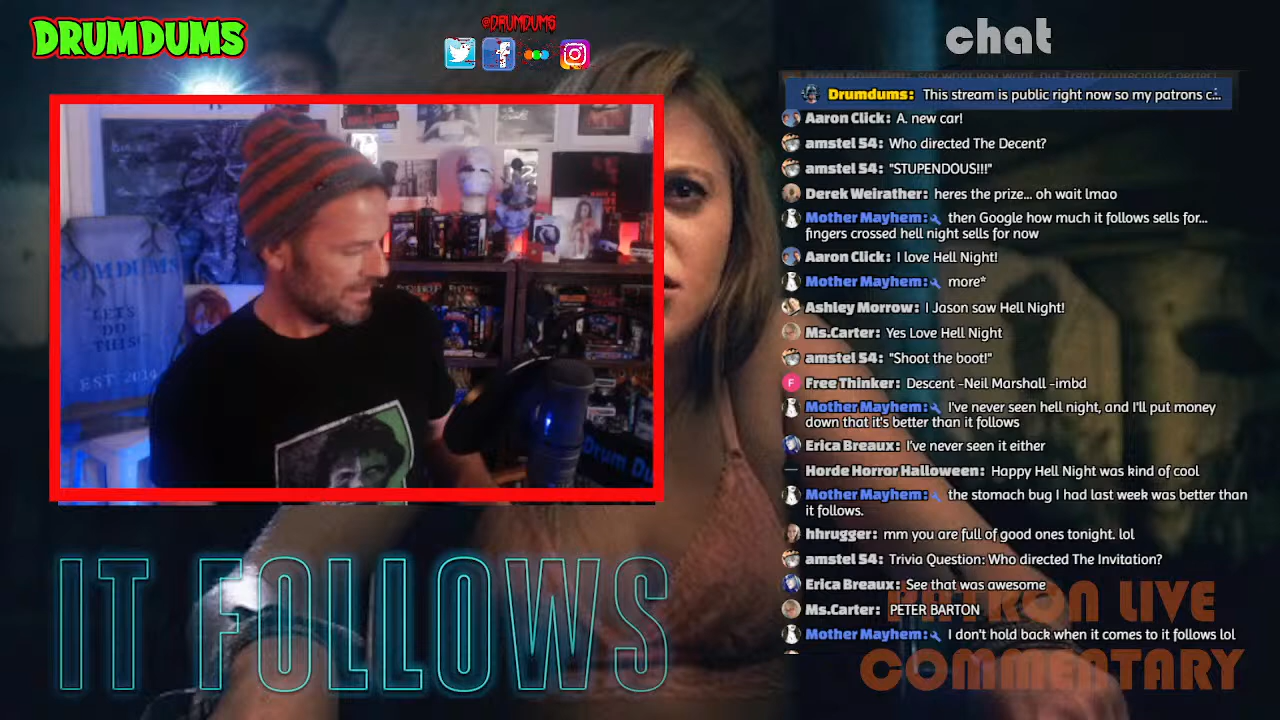 DRUMDUMS
@DRUMDUMS
chat
Drumdums: This stream is public right now so my patrons c...
Aaron Click: A. new car!
amstel 54: Who directed The Decent?
amstel 54: "STUPENDOUS!!!"
Derek Weirather: heres the prize... oh wait lmao
Mother Mayhem: then Google how much it follows sells for...
fingers crossed hell night sells for now
Aaron Click: I love Hell Night!
Mother Mayhem: more*
Ashley Morrow: I Jason saw Hell Night!
Ms.Carter: Yes Love Hell Night
amstel 54: "Shoot the boot!"
F Free Thinker: Descent -Neil Marshall -imbd
Mother Mayhem: I've never seen hell night, and I'll put money
down that it's better than it follows
Erica Breaux: I've never seen it either
Horde Horror Halloween: Happy Hell Night was kind of cool
Mother Mayhem: the stomach bug I had last week was better than
it follows.
hhrugger: mm you are full of good ones tonight. lol
amstel 54: Trivia Question: Who directed The Invitation?
Erica Breaux: See that was awesome
Ms.Carter: PETER BARTON
Mother Mayhem: I don't hold back when it comes to it follows lol
DRUMDUMS
LET'S
DO
THIS
EST. 2014
Drum Du
IT FOLLOWS
PATRON LIVE
COMMENTARY